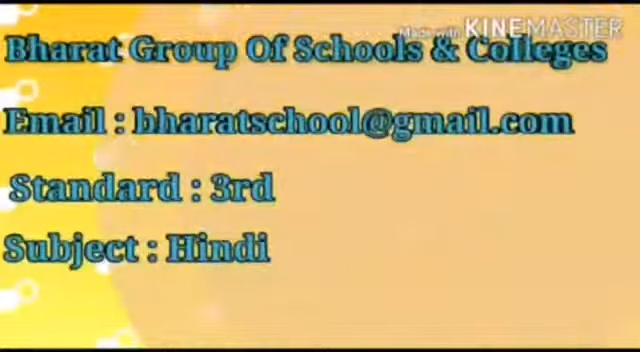 Made with KINEMASTER
Bharat Group Of Schools & Colleges
Email : bharatschool@gmail.com
Standard : 3rd
Subject : Hindi